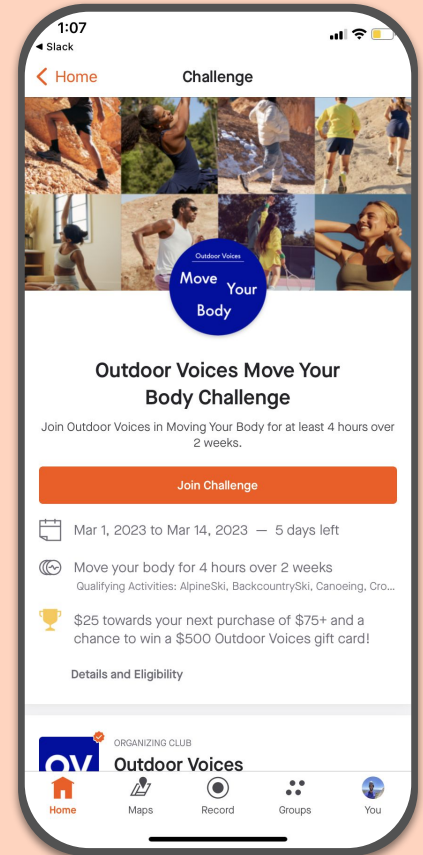 1:07
◀ Slack
Home
Challenge
Outdoor Voices
Move Your
Body
Outdoor Voices Move Your
Body Challenge
Join Outdoor Voices in Moving Your Body for at least 4 hours over
2 weeks.
Join Challenge
Mar 1, 2023 to Mar 14, 2023 — 5 days left
Move your body for 4 hours over 2 weeks
Qualifying Activities: AlpineSki, BackcountrySki, Canoeing, Cro...
$25 towards your next purchase of $75+ and a
chance to win a $500 Outdoor Voices gift card!
Details and Eligibility
ORGANIZING CLUB
OV
Outdoor Voices
Home
Maps
Record
Groups
You